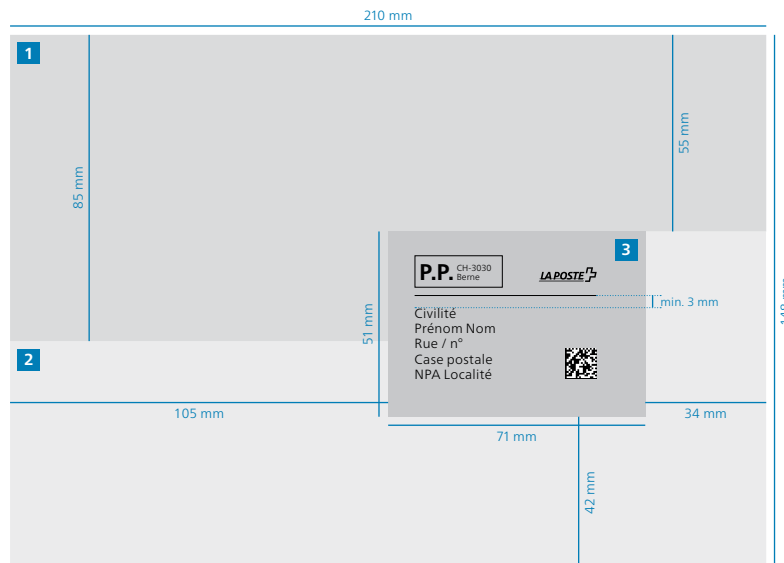 210 mm
1
85 mm
55 mm
3
P.P. CH-3030
Berne
LA POSTE
min. 3 mm
51 mm
Civilité
Prénom Nom
Rue / n°
Case postale
NPA Localité
2
105 mm
34 mm
71 mm
42 mm